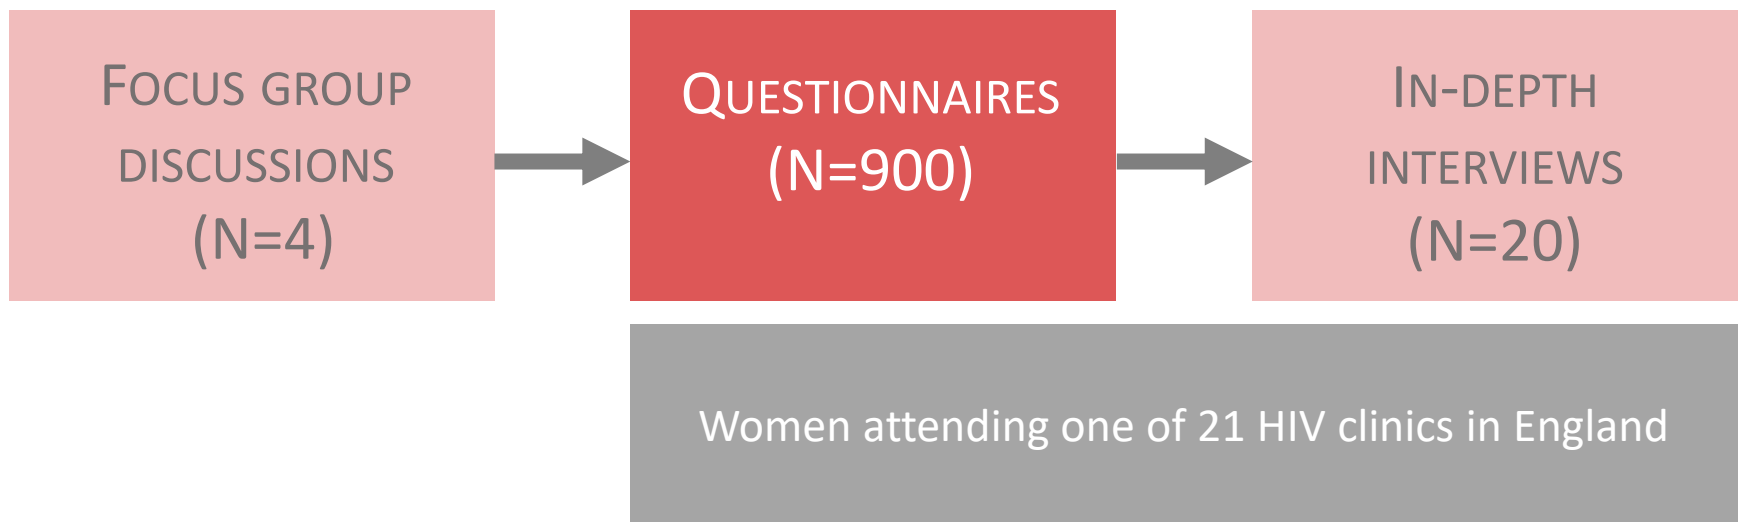 Focus group
discussions
(N=4)
Questionnaires
(N=900)
In-depth
interviews
(N=20)
Women attending one of 21 HIV clinics in England